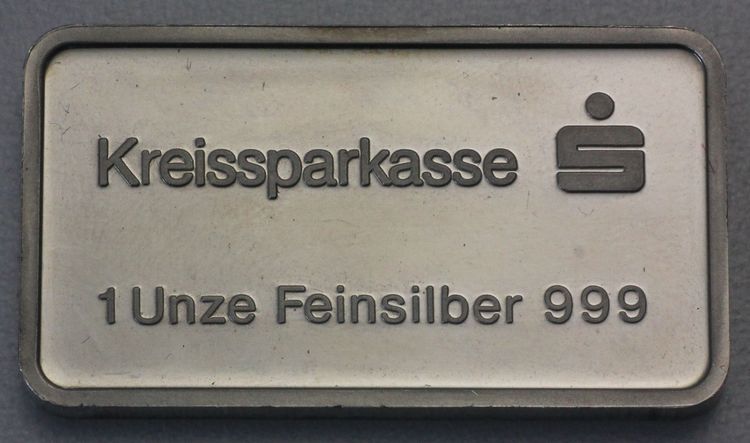 Kreissparkasse
1 Unze Feinsilber 999